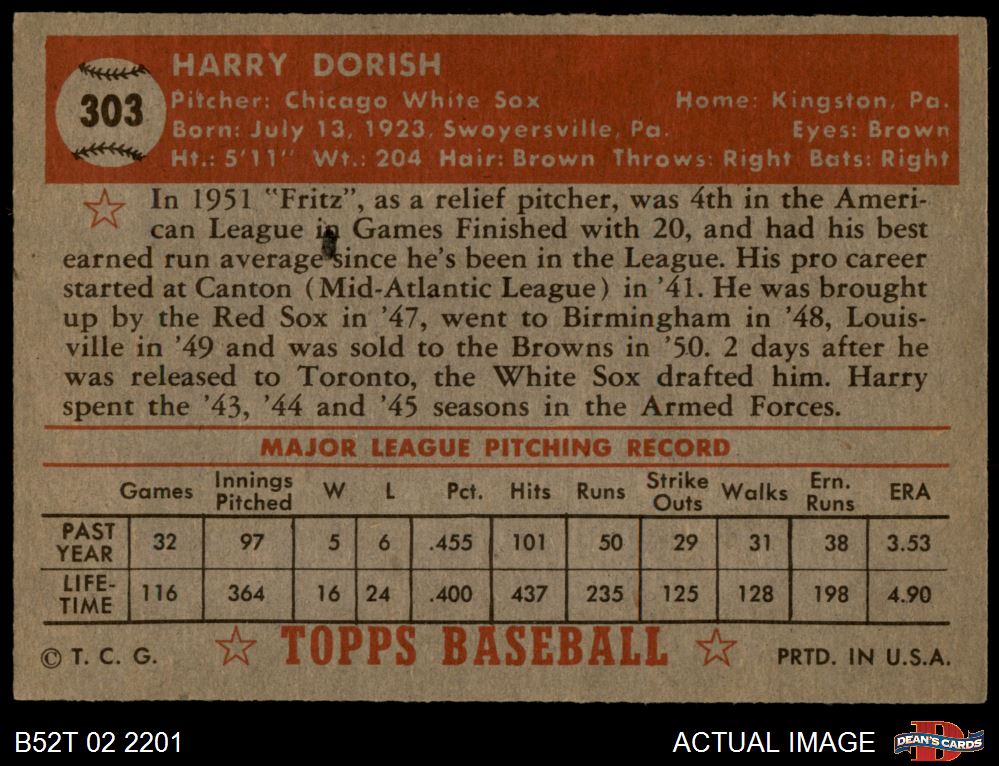 303
HARRY DORISH
Pitcher: Chicago White Sox Home: Kingston, Pa.
Born: July 13, 1923, Swoyersville, Pa. Eyes: Brown
Ht.: 5'11" Wt.: 204 Hair: Brown Throws: Right Bats: Right
In 1951 "Fritz", as a relief pitcher, was 4th in the Ameri-
can League in Games Finished with 20, and had his best
earned run average since he's been in the League. His pro career
started at Canton (Mid-Atlantic League) in '41. He was brought
up by the Red Sox in '47, went to Birmingham in '48, Louis-
ville in '49 and was sold to the Browns in '50. 2 days after he
was released to Toronto, the White Sox drafted him. Harry
spent the '43, '44 and '45 seasons in the Armed Forces.
MAJOR LEAGUE PITCHING RECORD
Games Innings Pitched W L Pct. Hits Runs Strike Outs Walks Ern. Runs ERA
PAST YEAR 32 97 5 6 .455 101 50 29 31 38 3.53
LIFE-TIME 116 364 16 24 .400 437 235 125 128 198 4.90
© T. C. G. TOPPS BASEBALL PRTD. IN U.S.A.
B52T 02 2201 ACTUAL IMAGE DEAN'S CARDS